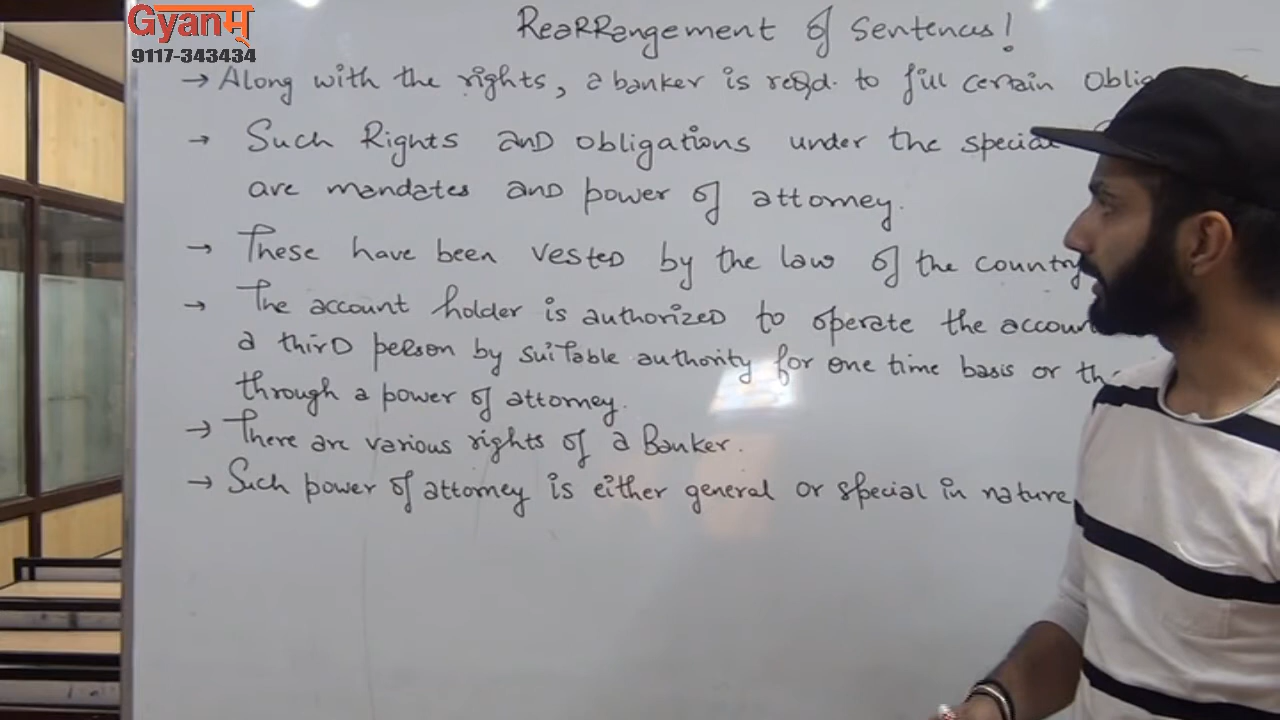 Gyanम्
9117-343434
Rearrangement of Sentences!
→ Along with the rights, a banker is reqd. to fill certain
→ Such Rights and obligations under the special
are mandates and power of attorney.
→ These have been vested by the law of the country
→ The account holder is authorized to operate the
a third person by suitable authority for one time basis or
through a power of attorney.
→ There are various rights of a Banker.
→ Such power of attorney is either general or special in nature